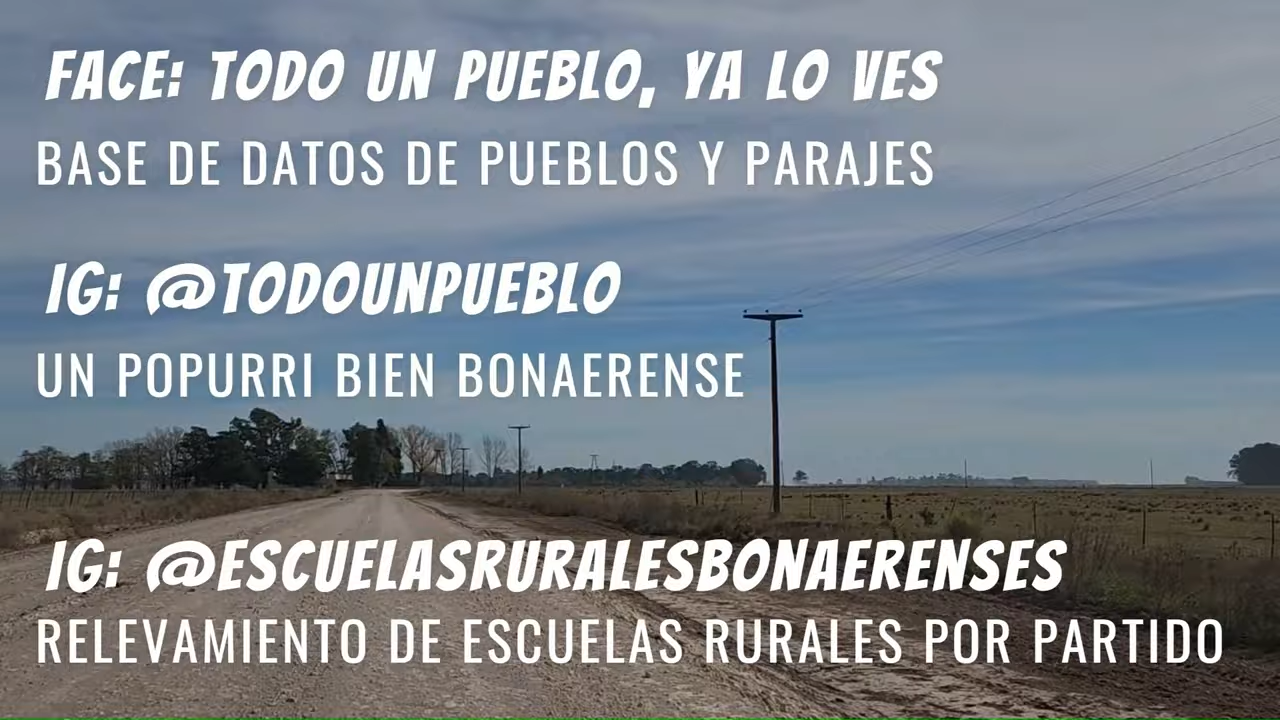 FACE: TODO UN PUEBLO, YA LO VES
BASE DE DATOS DE PUEBLOS Y PARAJES
IG: @TODOUNPUEBLO
UN POPURRI BIEN BONAERENSE
IG: @ESCUELASRURALESBONAERENSES
RELEVAMIENTO DE ESCUELAS RURALES POR PARTIDO